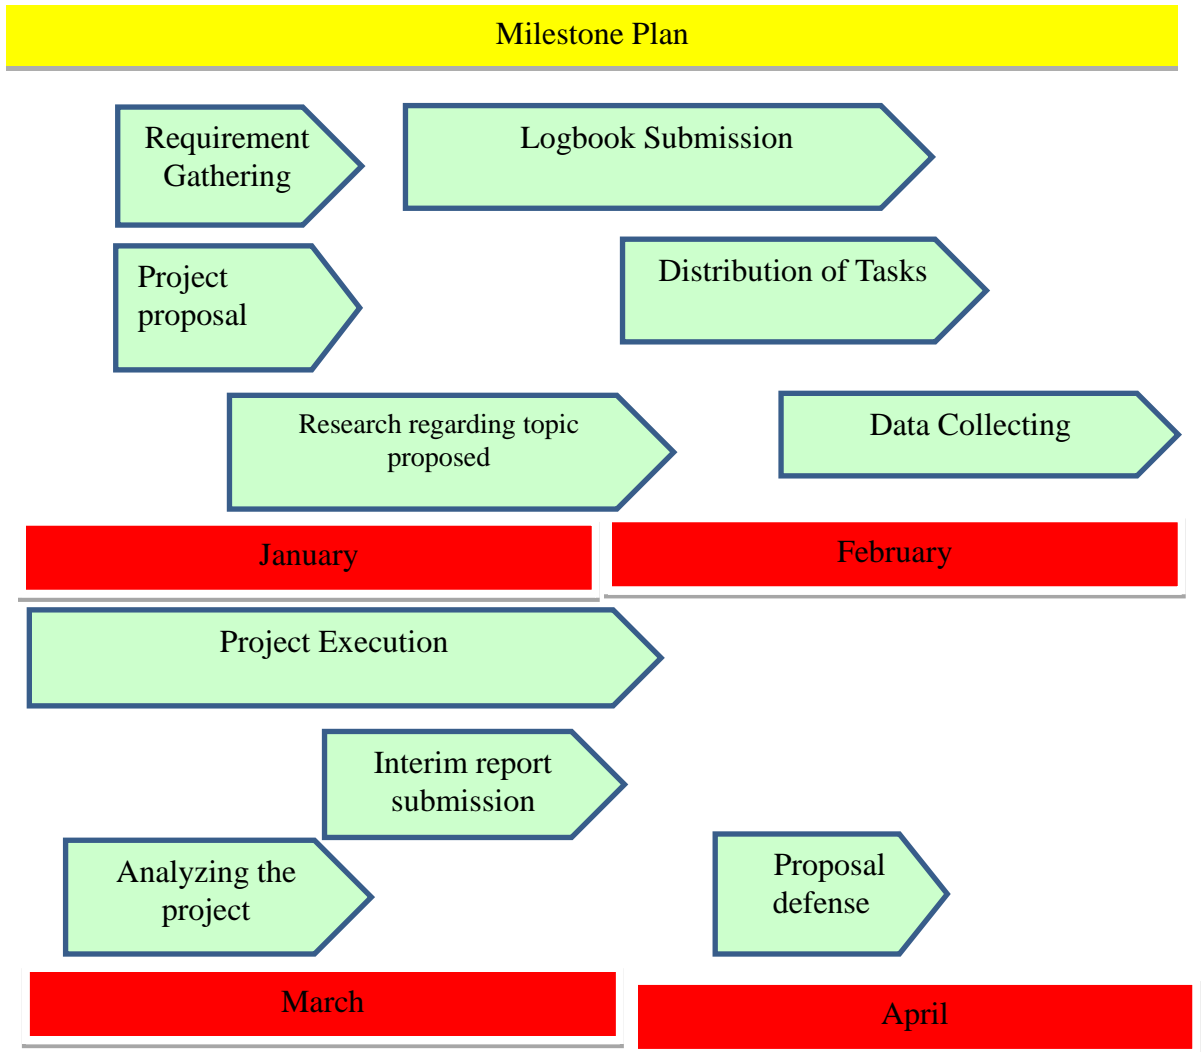 Milestone Plan
Requirement
Gathering
Logbook Submission
Project
proposal
Distribution of Tasks
Research regarding topic
proposed
Data Collecting
January
February
Project Execution
Interim report
submission
Analyzing the
project
Proposal
defense
March
April